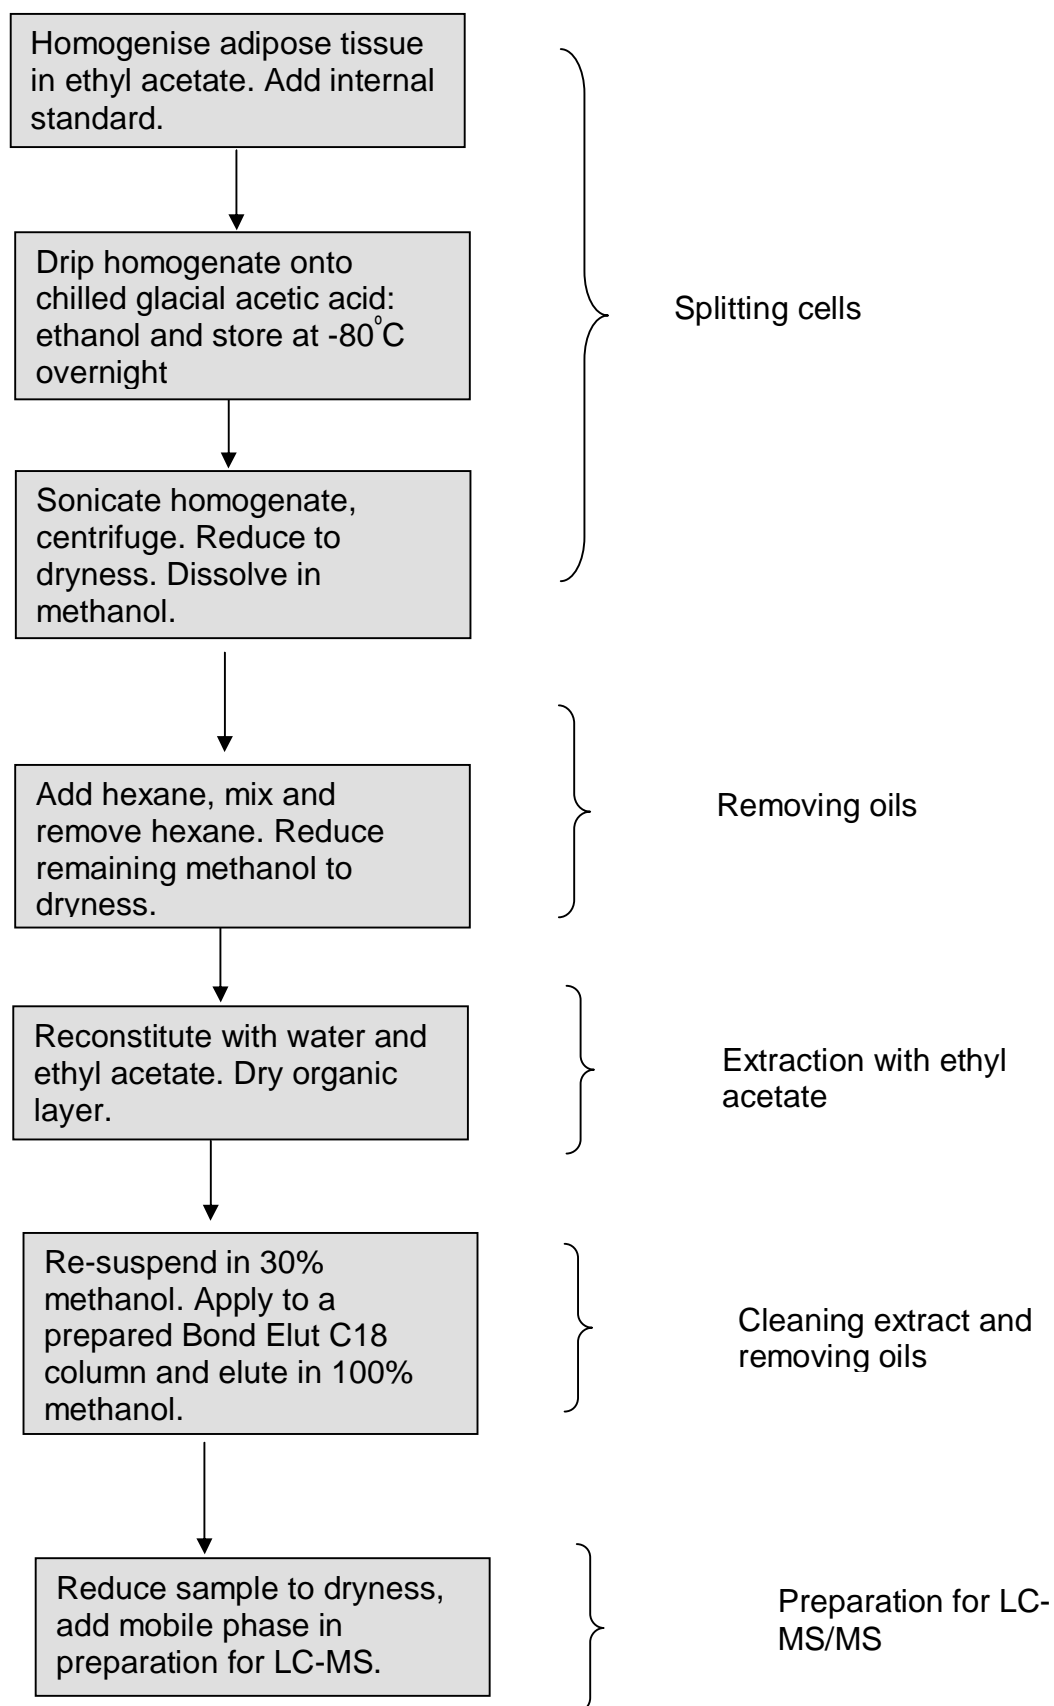 Homogenise adipose tissue
in ethyl acetate. Add internal
standard.
Drip homogenate onto
chilled glacial acetic acid:
ethanol and store at -80°C
overnight
Splitting cells
Sonicate homogenate,
centrifuge. Reduce to
dryness. Dissolve in
methanol.
Add hexane, mix and
remove hexane. Reduce
remaining methanol to
dryness.
Removing oils
Reconstitute with water and
ethyl acetate. Dry organic
layer.
Extraction with ethyl
acetate
Re-suspend in 30%
methanol. Apply to a
prepared Bond Elut C18
column and elute in 100%
methanol.
Cleaning extract and
removing oils
Reduce sample to dryness,
add mobile phase in
preparation for LC-MS.
Preparation for LC-
MS/MS